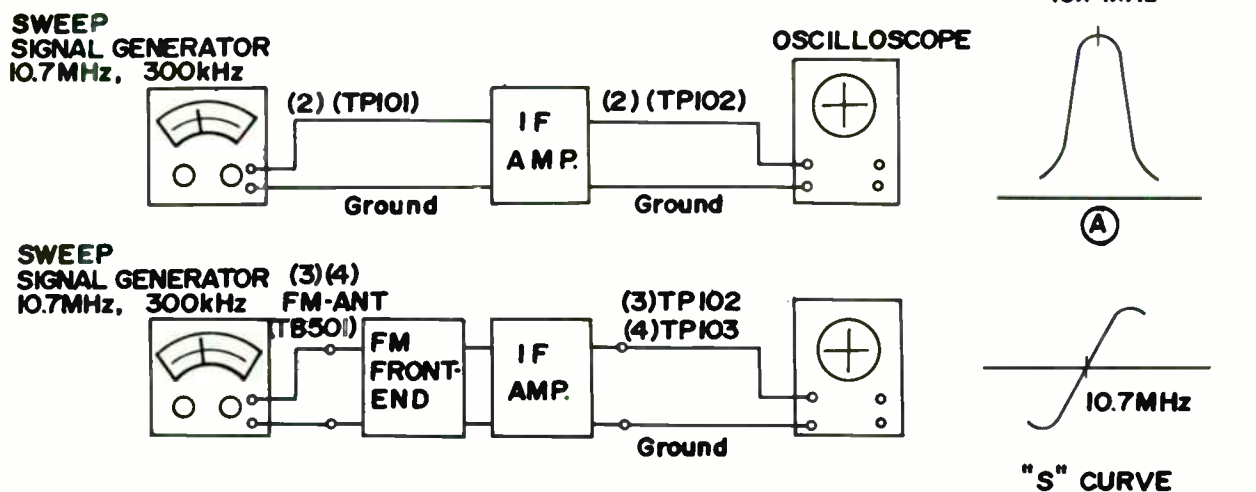 SWEEP
SIGNAL GENERATOR
10.7MHz, 300kHz
(2) (TP101)
IF
AMP.
(2) (TP102)
OSCILLOSCOPE
Ground
Ground
A
SWEEP
SIGNAL GENERATOR
10.7MHz, 300kHz
(3)(4)
FM-ANT
(TB501)
FM
FRONT-
END
IF
AMP.
(3)TP102
(4)TP103
Ground
10.7MHz
"S" CURVE